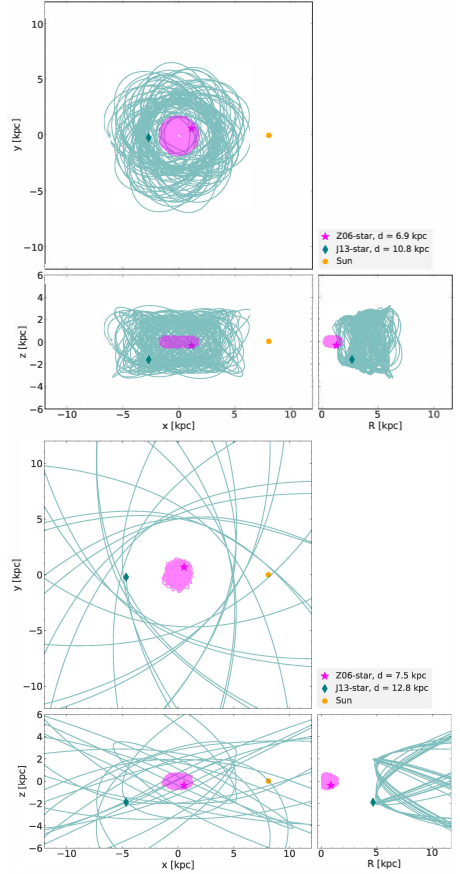 10
5
0
−5
−10
y [kpc]
★ Z06-star, d = 6.9 kpc
♦ J13-star, d = 10.8 kpc
● Sun
6
4
2
0
−2
−4
−6
z [kpc]
−10 −5 0 5 10
x [kpc]
0 5 10
R [kpc]
10
5
0
−5
−10
y [kpc]
★ Z06-star, d = 7.5 kpc
♦ J13-star, d = 12.8 kpc
● Sun
6
4
2
0
−2
−4
−6
z [kpc]
−10 −5 0 5 10
x [kpc]
0 5 10
R [kpc]